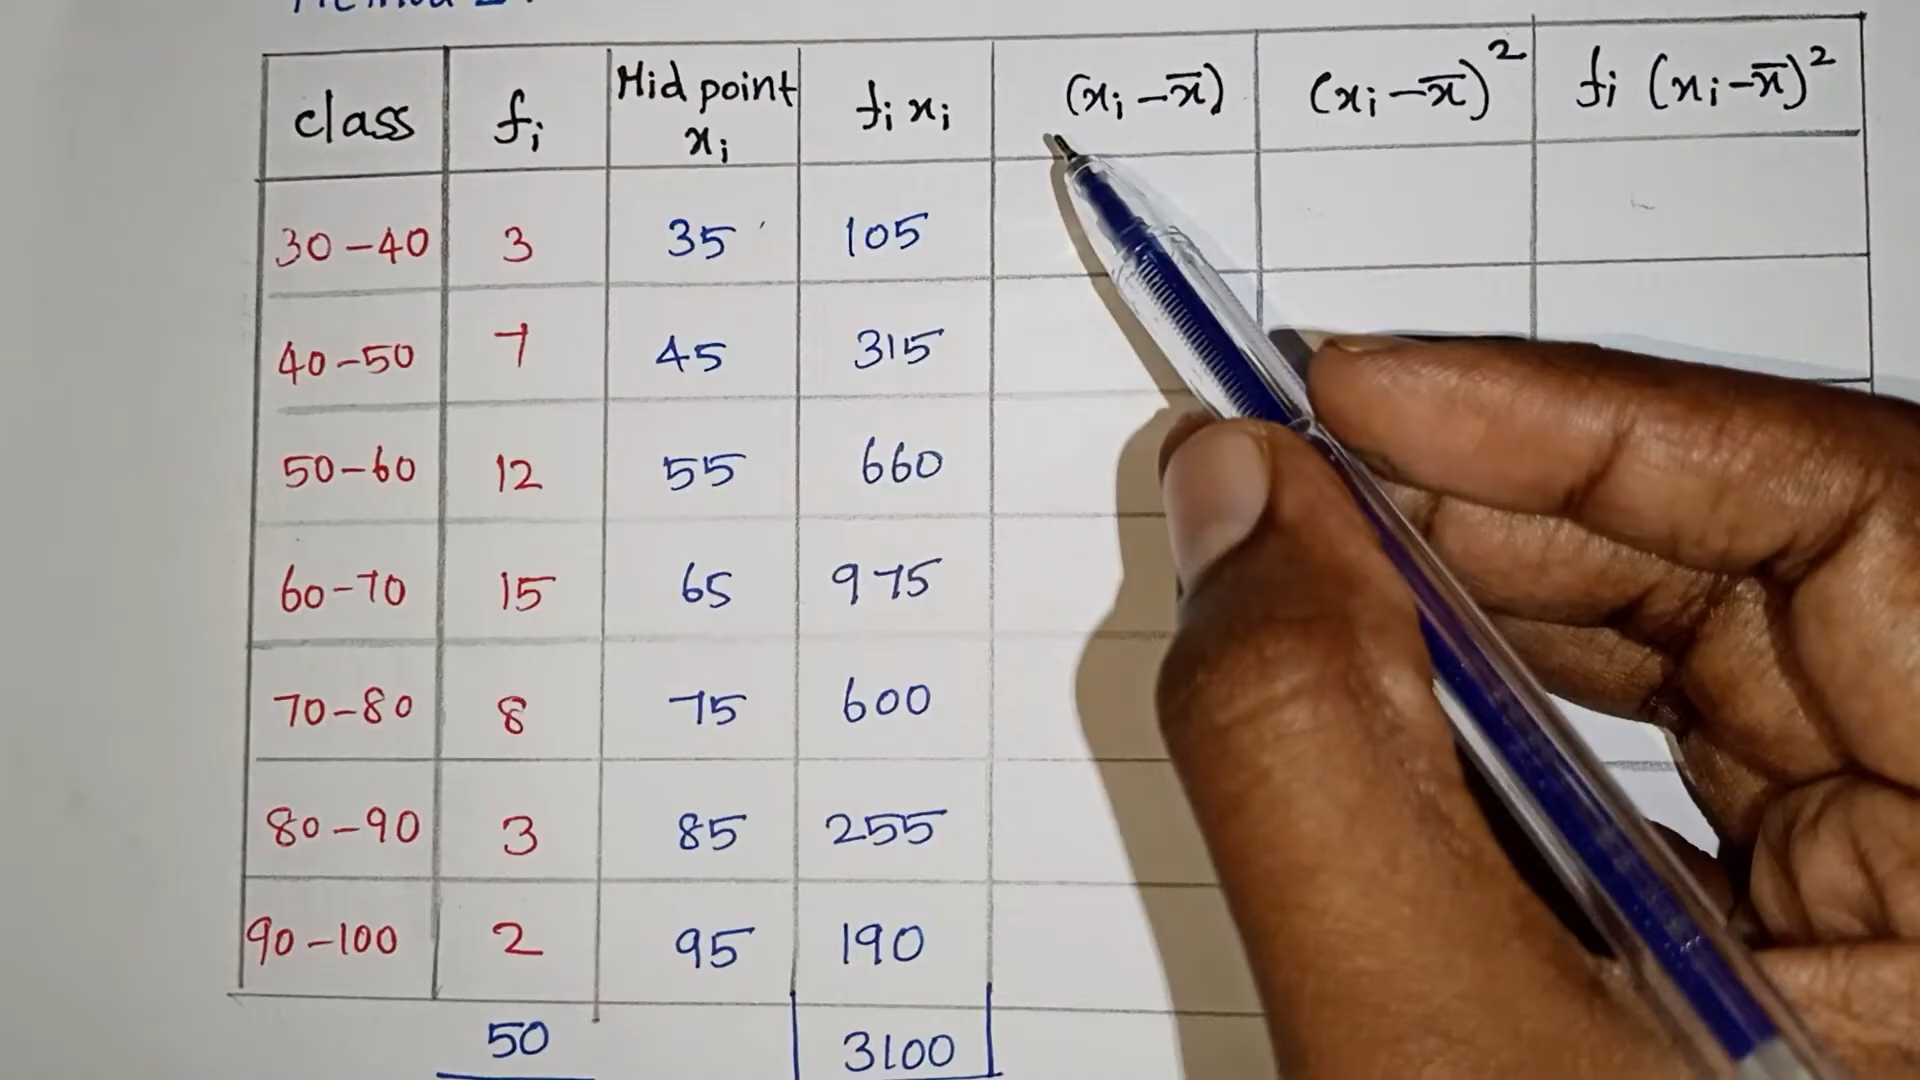 class fᵢ Mid point xᵢ fᵢ xᵢ (xᵢ – x̄) (xᵢ – x̄)² fᵢ (xᵢ – x̄)²
30–40 3 35 105
40–50 7 45 315
50–60 12 55 660
60–70 15 65 975
70–80 8 75 600
80–90 3 85 255
90–100 2 95 190
50 3100